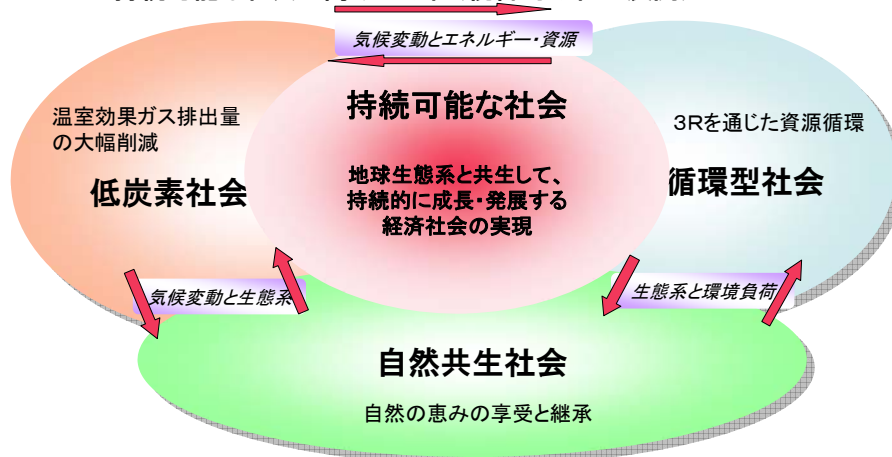 気候変動とエネルギー・資源
温室効果ガス排出量
の大幅削減
低炭素社会
持続可能な社会
地球生態系と共生して、
持続的に成長・発展する
経済社会の実現
3Rを通じた資源循環
循環型社会
気候変動と生態系
生態系と環境負荷
自然共生社会
自然の恵みの享受と継承